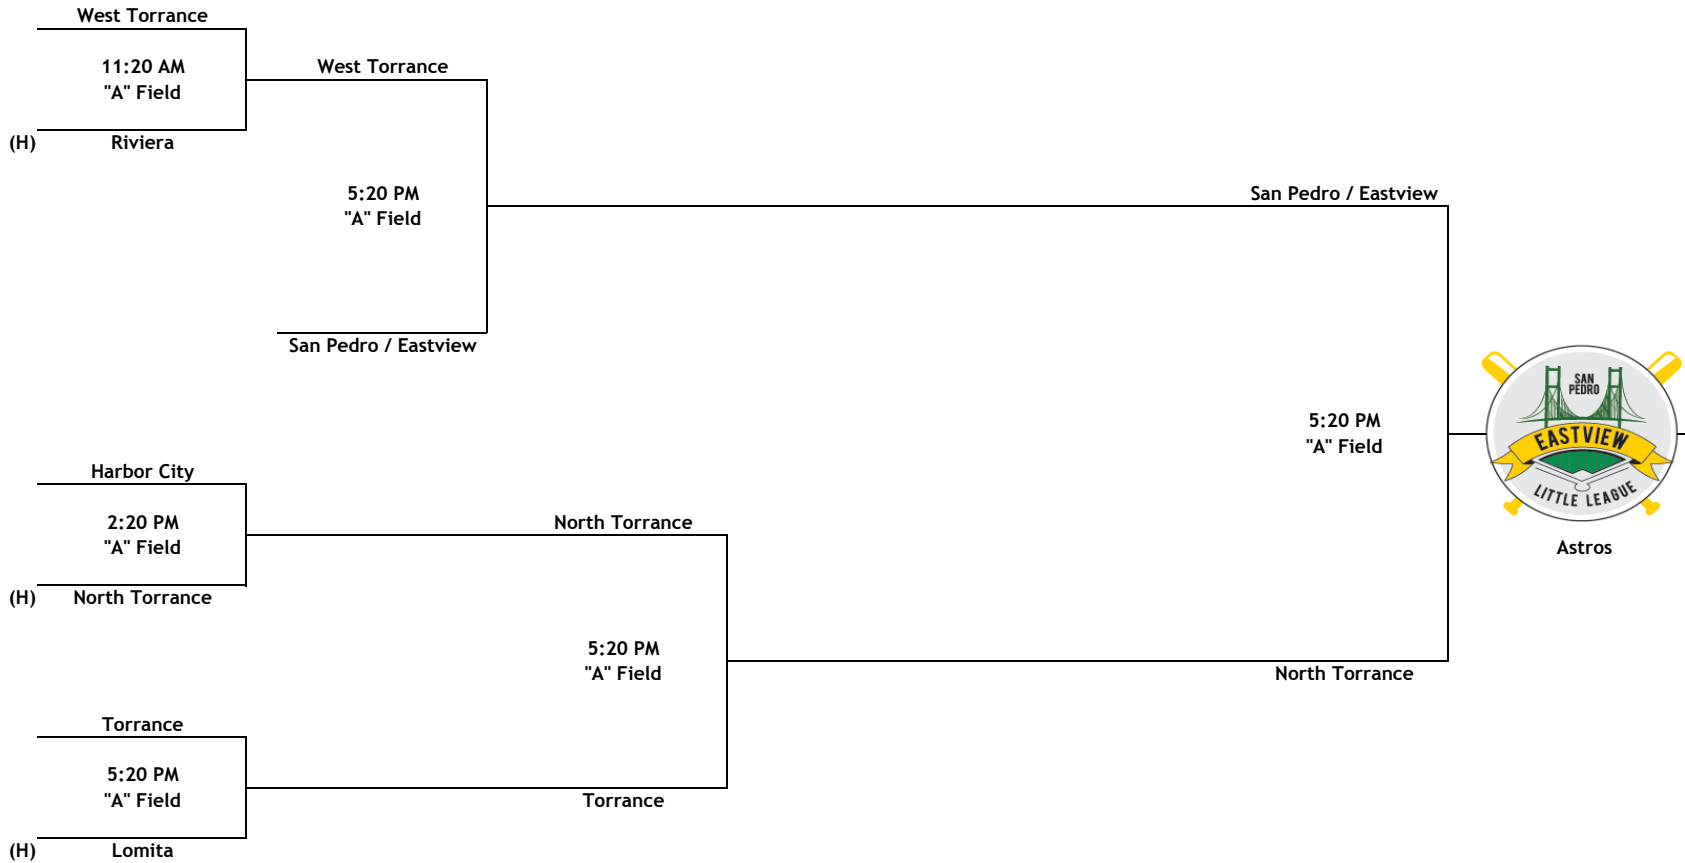 West Torrance
11:20 AM
"A" Field
(H) Riviera
West Torrance
5:20 PM
"A" Field
San Pedro / Eastview
San Pedro / Eastview
5:20 PM
"A" Field
SAN
PEDRO
EASTVIEW
LITTLE LEAGUE
Astros
Harbor City
2:20 PM
"A" Field
(H) North Torrance
North Torrance
5:20 PM
"A" Field
North Torrance
Torrance
5:20 PM
"A" Field
(H) Lomita
Torrance